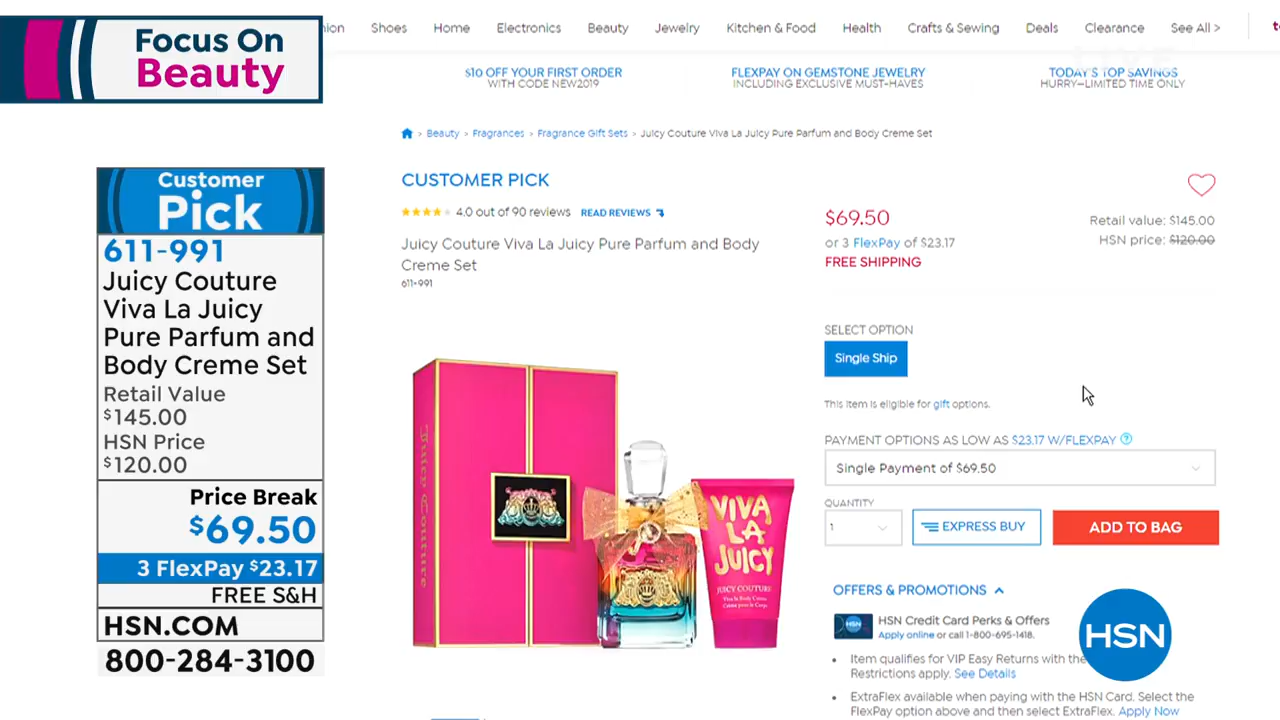 Focus On
Beauty
Shoes Home Electronics Beauty Jewelry Kitchen & Food Health Crafts & Sewing Deals Clearance See All >
$10 OFF YOUR FIRST ORDER
WITH CODE NEW2019
FLEXPAY ON GEMSTONE JEWELRY
INCLUDING EXCLUSIVE MUST-HAVES
TODAY'S TOP SAVINGS
HURRY—LIMITED TIME ONLY
LIVE
> Beauty > Fragrances > Fragrance Gift Sets > Juicy Couture Viva La Juicy Pure Parfum and Body Creme Set
Customer
Pick
611-991
Juicy Couture
Viva La Juicy
Pure Parfum and
Body Creme Set
Retail Value
$145.00
HSN Price
$120.00
Price Break
$69.50
3 FlexPay $23.17
FREE S&H
HSN.COM
800-284-3100
CUSTOMER PICK
4.0 out of 90 reviews READ REVIEWS
Juicy Couture Viva La Juicy Pure Parfum and Body
Creme Set
611-991
Juicy Couture
VIVA
LA
JUICY
JUICY COUTURE
$69.50
or 3 FlexPay of $23.17
FREE SHIPPING
Retail value: $145.00
HSN price: $120.00
SELECT OPTION
Single Ship
This item is eligible for gift options.
PAYMENT OPTIONS AS LOW AS $23.17 W/FLEXPAY ?
Single Payment of $69.50
QUANTITY
1
EXPRESS BUY
ADD TO BAG
OFFERS & PROMOTIONS
HSN
HSN Credit Card Perks & Offers
Apply online or call 1-800-695-1418.
Item qualifies for VIP Easy Returns with the
Restrictions apply. See Details
ExtraFlex available when paying with the HSN Card. Select the
FlexPay option above and then select ExtraFlex. Apply Now
HSN